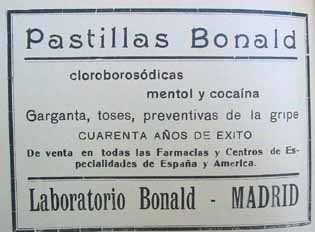 Pastillas Bonald
cloroborosódicas
mentol y cocaína
Garganta, toses, preventivas de la gripe
CUARENTA AÑOS DE EXITO
De venta en todas las Farmacias y Centros de Es-
pecialidades de España y America.
Laboratorio Bonald - MADRID